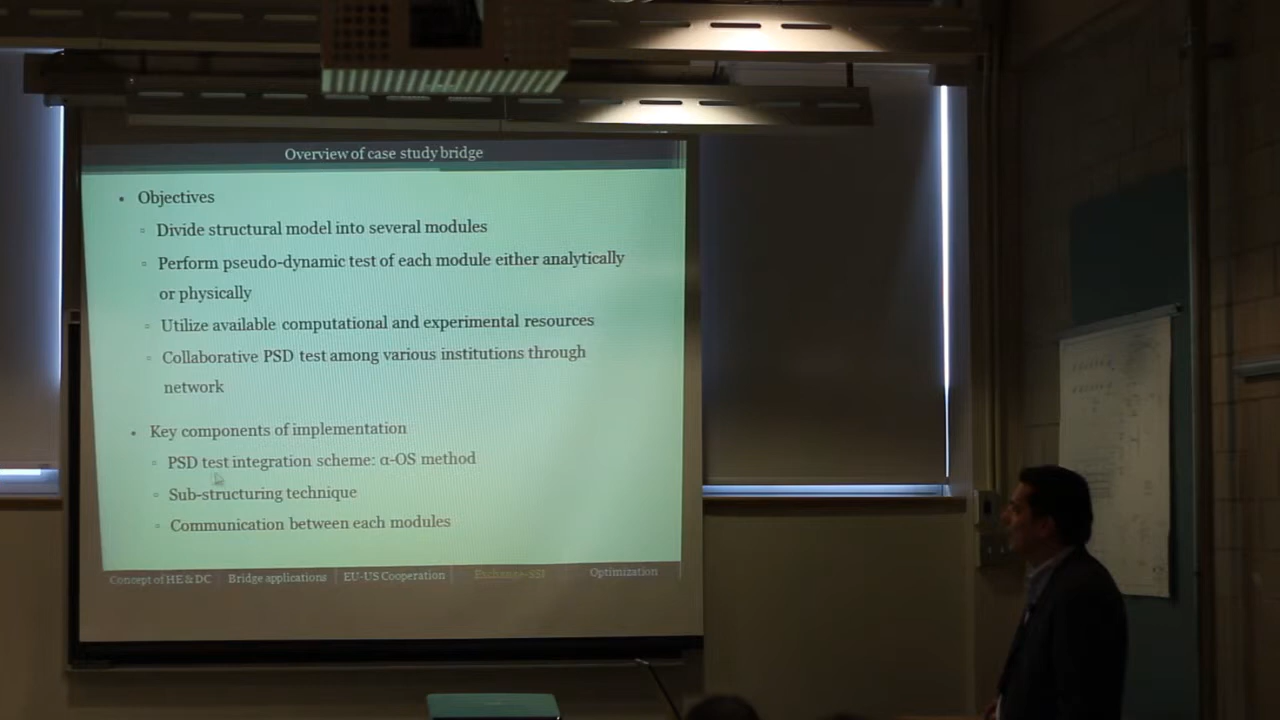 Overview of case study bridge
• Objectives
▫ Divide structural model into several modules
▫ Perform pseudo-dynamic test of each module either analytically
or physically
▫ Utilize available computational and experimental resources
▫ Collaborative PSD test among various institutions through
network
• Key components of implementation
▫ PSD test integration scheme: α-OS method
▫ Sub-structuring technique
▫ Communication between each modules
Concept of HE & DC | Bridge applications | EU-US Cooperation | Exchange-SSI Optimization